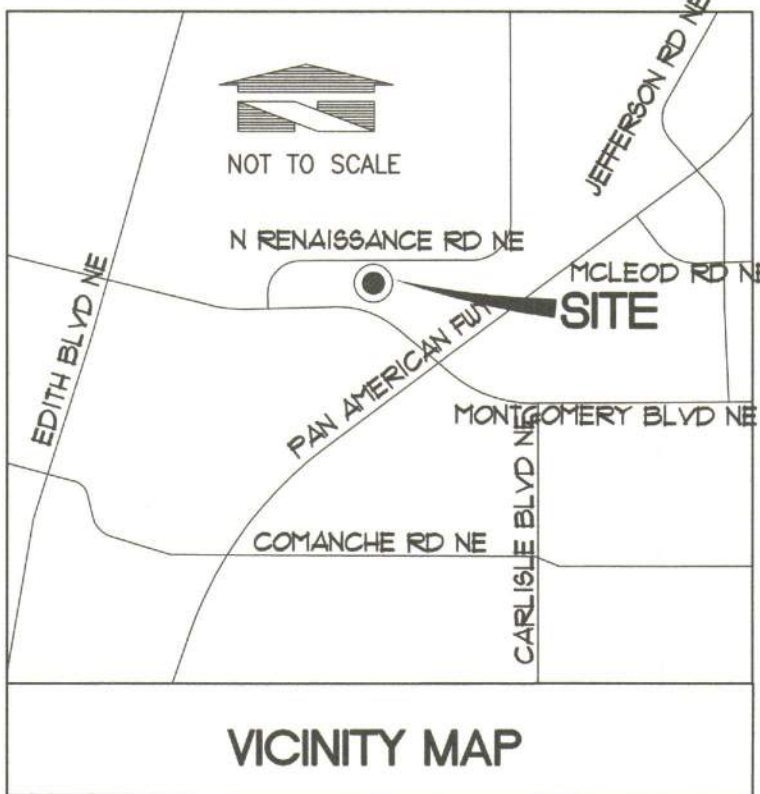 JEFFERSON RD NE
NOT TO SCALE
N RENAISSANCE RD NE
MCLEOD RD NE
SITE
EDITH BLVD NE
PAN AMERICAN FWY
MONTGOMERY BLVD NE
CARLISLE BLVD NE
COMANCHE RD NE
VICINITY MAP